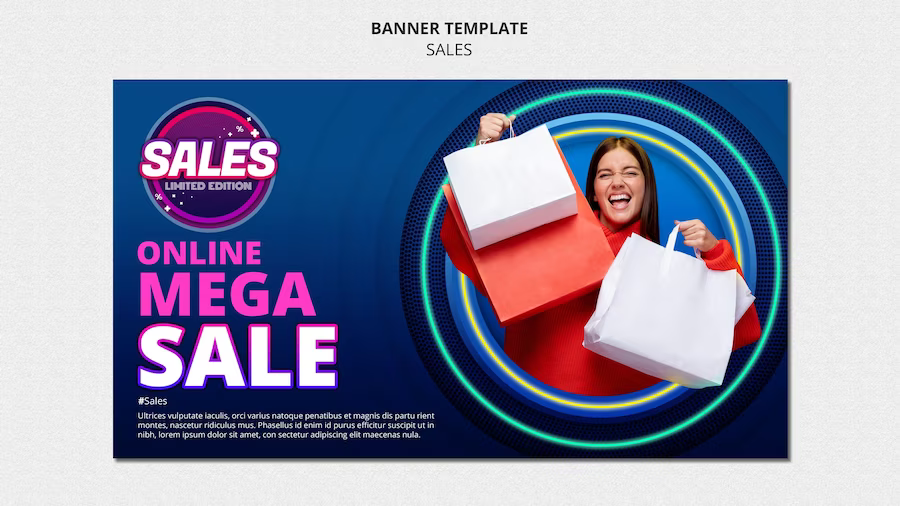 BANNER TEMPLATE
SALES
SALES
LIMITED EDITION
ONLINE
MEGA
SALE
#Sales
Ultrices vulputate iaculis, orci varius natoque penatibus et magnis dis partu rient
montes, nascetur ridiculus mus. Phasellus id enim id purus efficitur suscipit ut in
nibh, lorem ipsum dolor sit amet, con sectetur adipiscing elit maecenas nula.